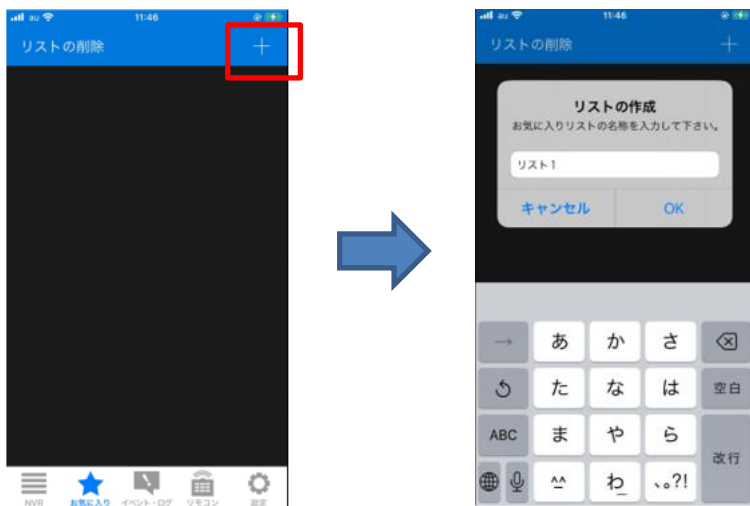 au 11:46
リストの削除 +
NVR お気に入り イベント・ログ リモコン 設定
au 11:46
リストの削除 +
リストの作成
お気に入りリストの名称を入力して下さい。
リスト1
キャンセル OK
→ あ か さ
た な は 空白
ABC ま や ら 改行
^^ わ_ 、。?!